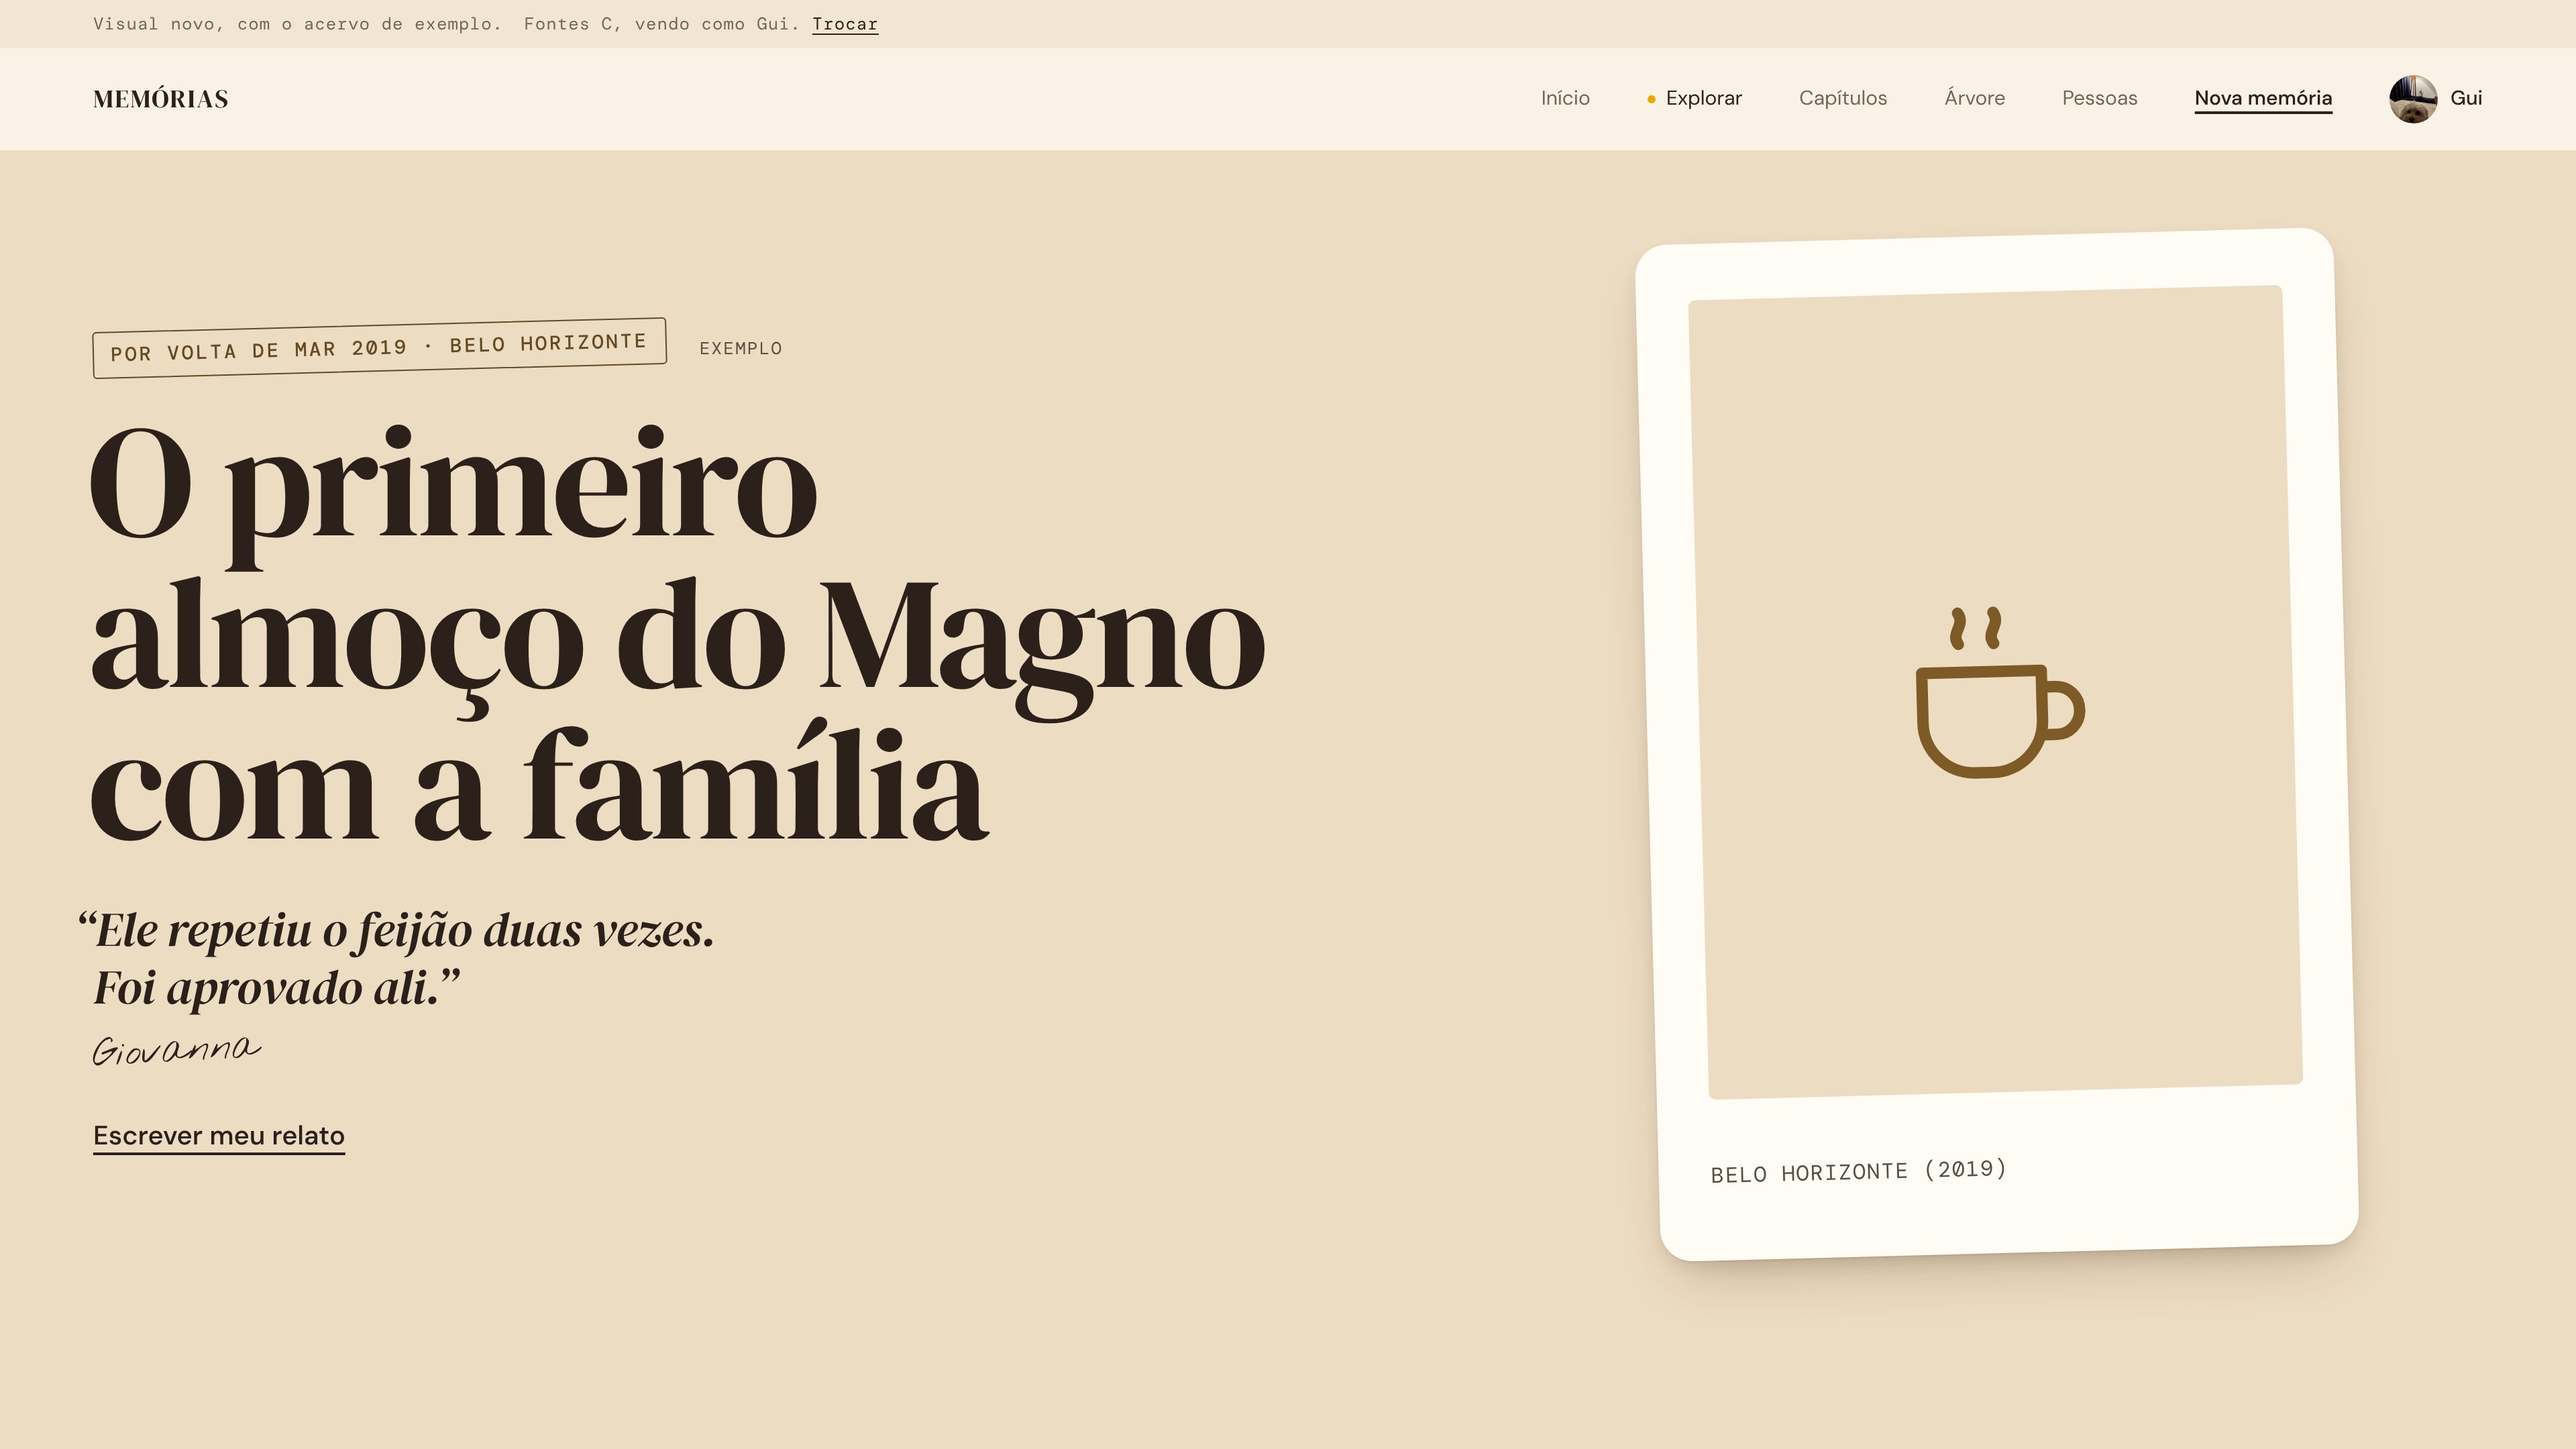 Visual novo, com o acervo de exemplo. Fontes C, vendo como Gui. Trocar
MEMÓRIAS
Início
Explorar
Capítulos
Árvore
Pessoas
Nova memória
Gui
POR VOLTA DE MAR 2019 · BELO HORIZONTE
EXEMPLO
O primeiro
almoço do Magno
com a família
“Ele repetiu o feijão duas vezes.
Foi aprovado ali.”
Giovanna
Escrever meu relato
BELO HORIZONTE (2019)